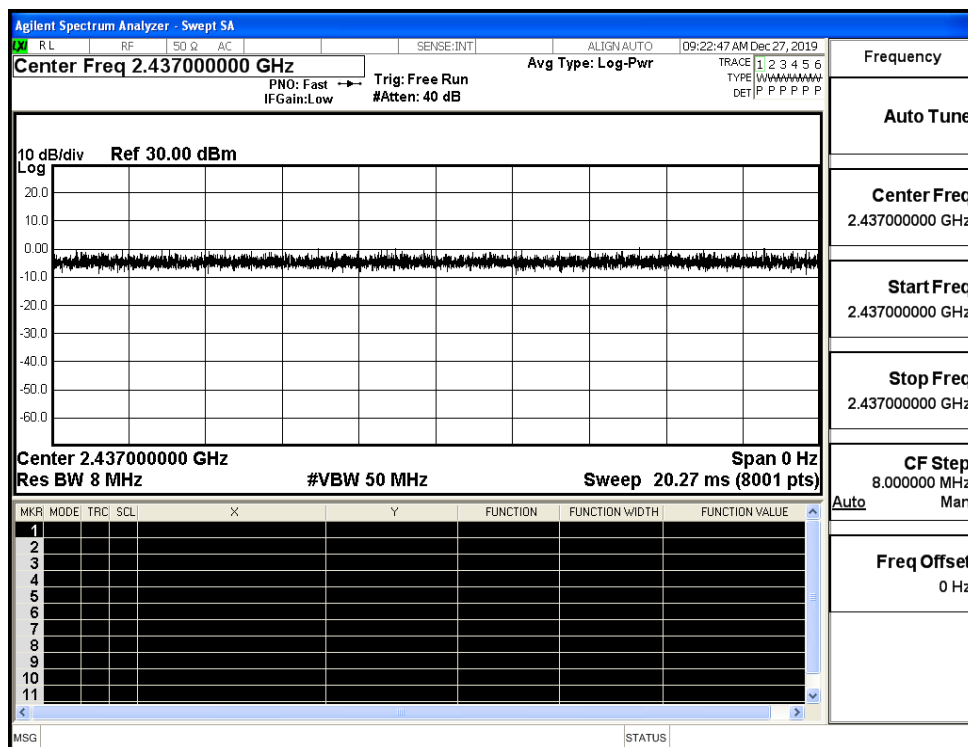 Agilent Spectrum Analyzer - Swept SA
LXI RL RF 50 Ω AC SENSE:INT ALIGN AUTO 09:22:47 AM Dec 27, 2019
Center Freq 2.437000000 GHz
PNO: Fast
IFGain:Low
Trig: Free Run
#Atten: 40 dB
Avg Type: Log-Pwr
TRACE 1 2 3 4 5 6
TYPE WWWWWW
DET P P P P P P
10 dB/div Ref 30.00 dBm
Log
20.0
10.0
0.00
-10.0
-20.0
-30.0
-40.0
-50.0
-60.0
Center 2.437000000 GHz Span 0 Hz
Res BW 8 MHz #VBW 50 MHz Sweep 20.27 ms (8001 pts)
MKR MODE TRC SCL X Y FUNCTION FUNCTION WIDTH FUNCTION VALUE
1
2
3
4
5
6
7
8
9
10
11
MSG STATUS
Frequency
Auto Tune
Center Freq
2.437000000 GHz
Start Freq
2.437000000 GHz
Stop Freq
2.437000000 GHz
CF Step
8.000000 MHz
Auto Man
Freq Offset
0 Hz